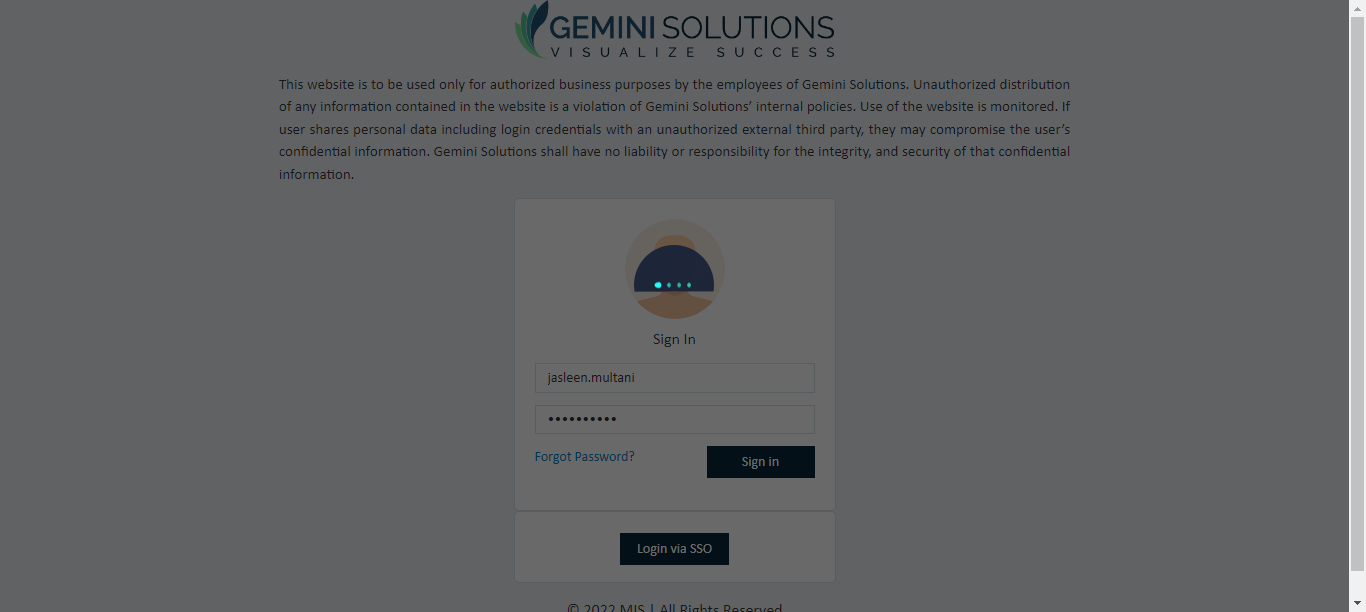 GEMINI SOLUTIONS
VISUALIZE SUCCESS
This website is to be used only for authorized business purposes by the employees of Gemini Solutions. Unauthorized distribution
of any information contained in the website is a violation of Gemini Solutions’ internal policies. Use of the website is monitored. If
user shares personal data including login credentials with an unauthorized external third party, they may compromise the user’s
confidential information. Gemini Solutions shall have no liability or responsibility for the integrity, and security of that confidential
information.
Sign In
jasleen.multani
••••••••••
Forgot Password?
Sign in
Login via SSO
© 2022 MIS | All Rights Reserved